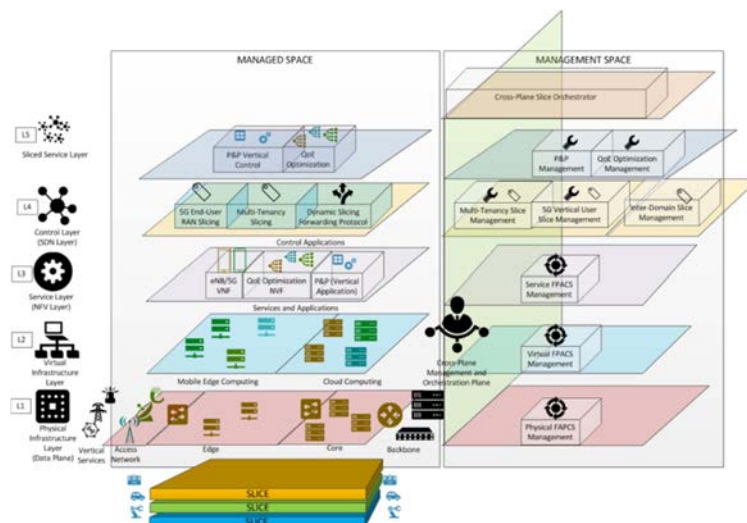 MANAGED SPACE
MANAGEMENT SPACE
Cross-Plane Slice Orchestrator
L5
Sliced Service Layer
P&P Vertical
Control
QoE
Optimization
P&P
Management
QoE Optimization
Management
L4
Control Layer
(SDN Layer)
5G End-User
RAN Slicing
Multi-Tenancy
Slicing
Dynamic Slicing
Forwarding Protocol
Control Applications
Multi-Tenancy Slice
Management
5G Vertical User
Slice Management
Inter-Domain Slice
Management
L3
Service Layer
(NFV Layer)
eNB/5G
VNF
QoE Optimization
NVF
P&P (Vertical
Application)
Services and Applications
Service FPACS
Management
L2
Virtual
Infrastructure
Layer
Mobile Edge Computing
Cloud Computing
Cross-Plane
Management and
Orchestration Plane
Virtual FPACS
Management
L1
Physical
Infrastructure
Layer
(Data Plane)
Vertical Services
Access
Network
Edge
Core
Backbone
Physical FAPCS
Management
SLICE
SLICE
SLICE